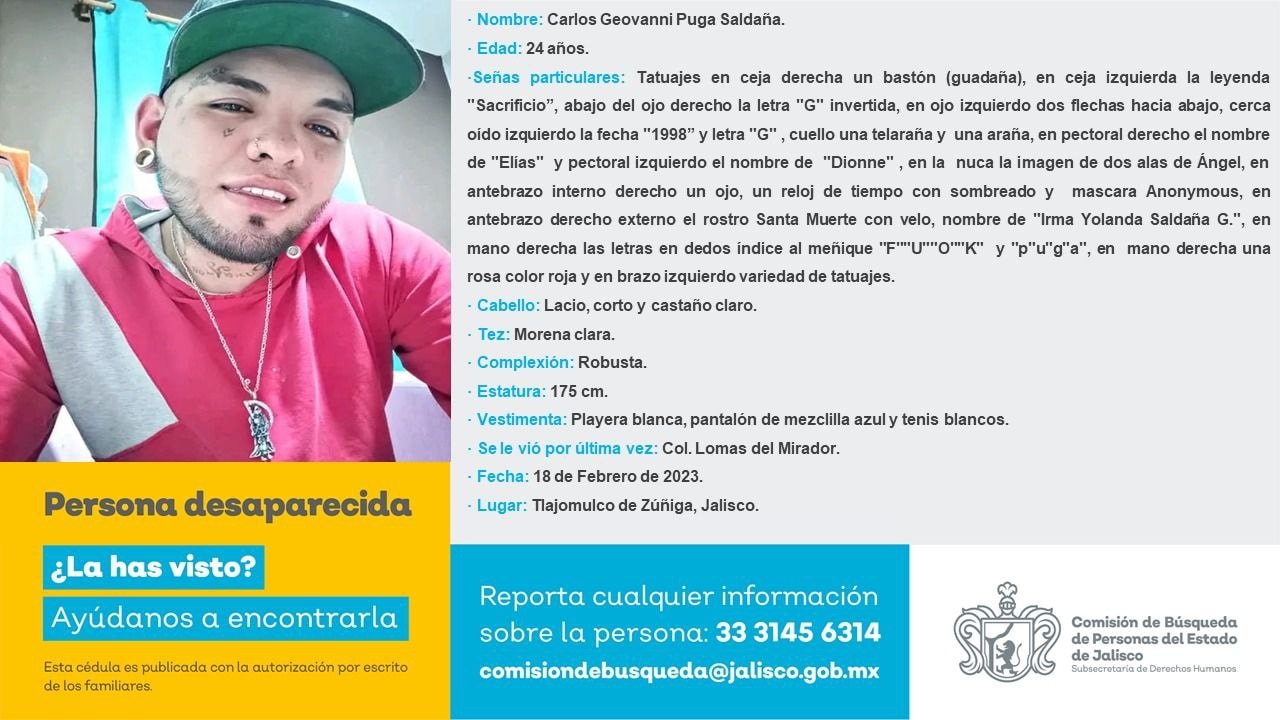 · Nombre: Carlos Geovanni Puga Saldaña.
· Edad: 24 años.
·Señas particulares: Tatuajes en ceja derecha un bastón (guadaña), en ceja izquierda la leyenda
"Sacrificio”, abajo del ojo derecho la letra "G" invertida, en ojo izquierdo dos flechas hacia abajo, cerca
oído izquierdo la fecha "1998” y letra "G" , cuello una telaraña y una araña, en pectoral derecho el nombre
de "Elías" y pectoral izquierdo el nombre de "Dionne" , en la nuca la imagen de dos alas de Ángel, en
antebrazo interno derecho un ojo, un reloj de tiempo con sombreado y mascara Anonymous, en
antebrazo derecho externo el rostro Santa Muerte con velo, nombre de "Irma Yolanda Saldaña G.", en
mano derecha las letras en dedos índice al meñique "F""U""O""K" y "p"u"g"a", en mano derecha una
rosa color roja y en brazo izquierdo variedad de tatuajes.
· Cabello: Lacio, corto y castaño claro.
· Tez: Morena clara.
· Complexión: Robusta.
· Estatura: 175 cm.
· Vestimenta: Playera blanca, pantalón de mezclilla azul y tenis blancos.
· Se le vió por última vez: Col. Lomas del Mirador.
· Fecha: 18 de Febrero de 2023.
· Lugar: Tlajomulco de Zúñiga, Jalisco.
Persona desaparecida
¿La has visto?
Ayúdanos a encontrarla
Esta cédula es publicada con la autorización por escrito
de los familiares.
Reporta cualquier información
sobre la persona: 33 3145 6314
comisiondebusqueda@jalisco.gob.mx
Comisión de Búsqueda
de Personas del Estado
de Jalisco
Subsecretaría de Derechos Humanos